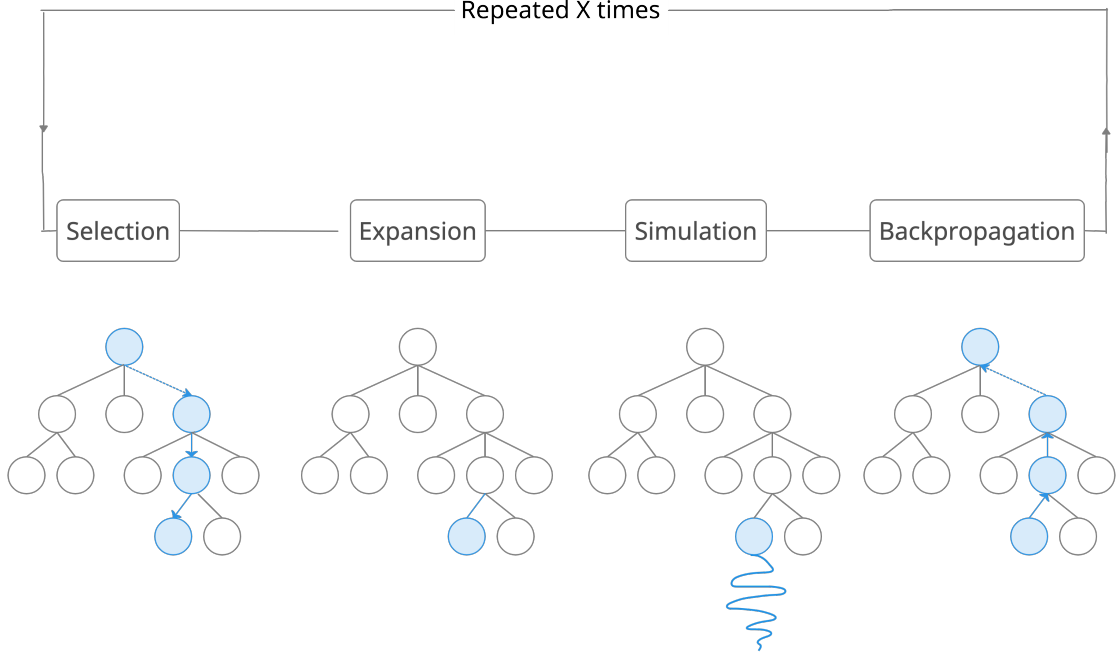 Repeated X times
Selection
Expansion
Simulation
Backpropagation